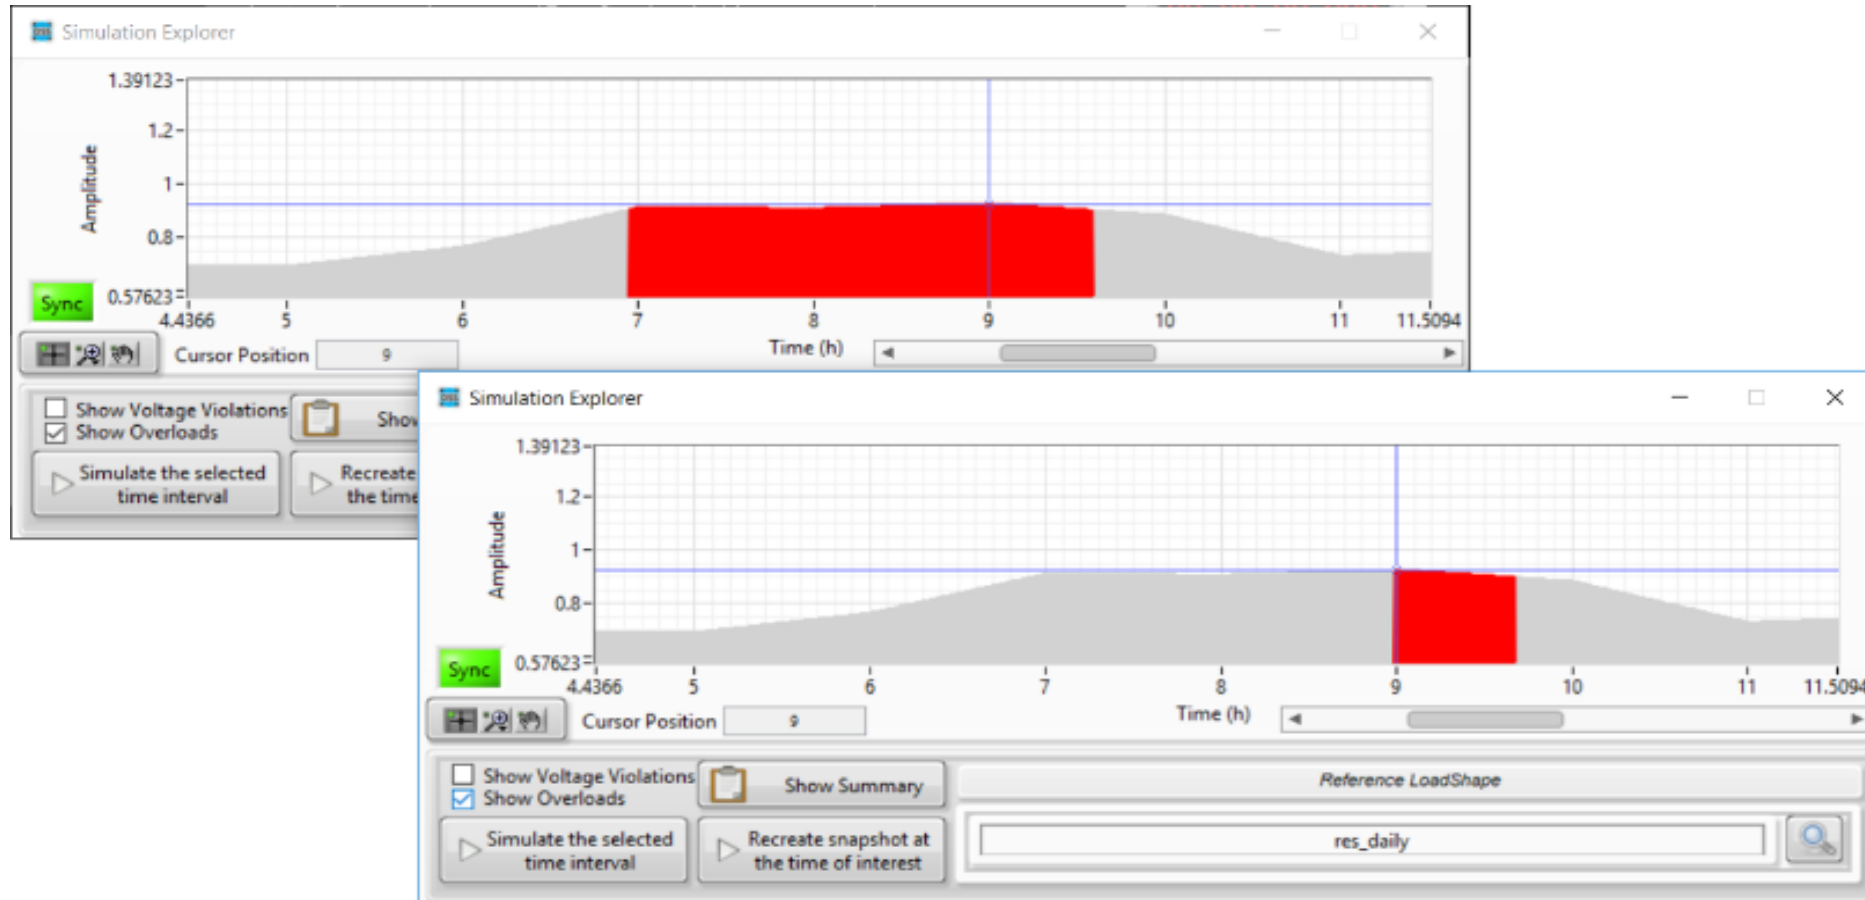 Simulation Explorer
1.39123
1.2
1
0.8
0.57623
Amplitude
4.4366 5 6 7 8 9 10 11 11.5094
Sync
Cursor Position 9
Time (h)
Show Voltage Violations
Show Overloads
Show
Simulate the selected
time interval
Recreate
the time
Simulation Explorer
1.39123
1.2
1
0.8
0.57623
Amplitude
4.4366 5 6 7 8 9 10 11 11.5094
Sync
Cursor Position 9
Time (h)
Show Voltage Violations
Show Overloads
Show Summary
Reference LoadShape
Simulate the selected
time interval
Recreate snapshot at
the time of interest
res_daily